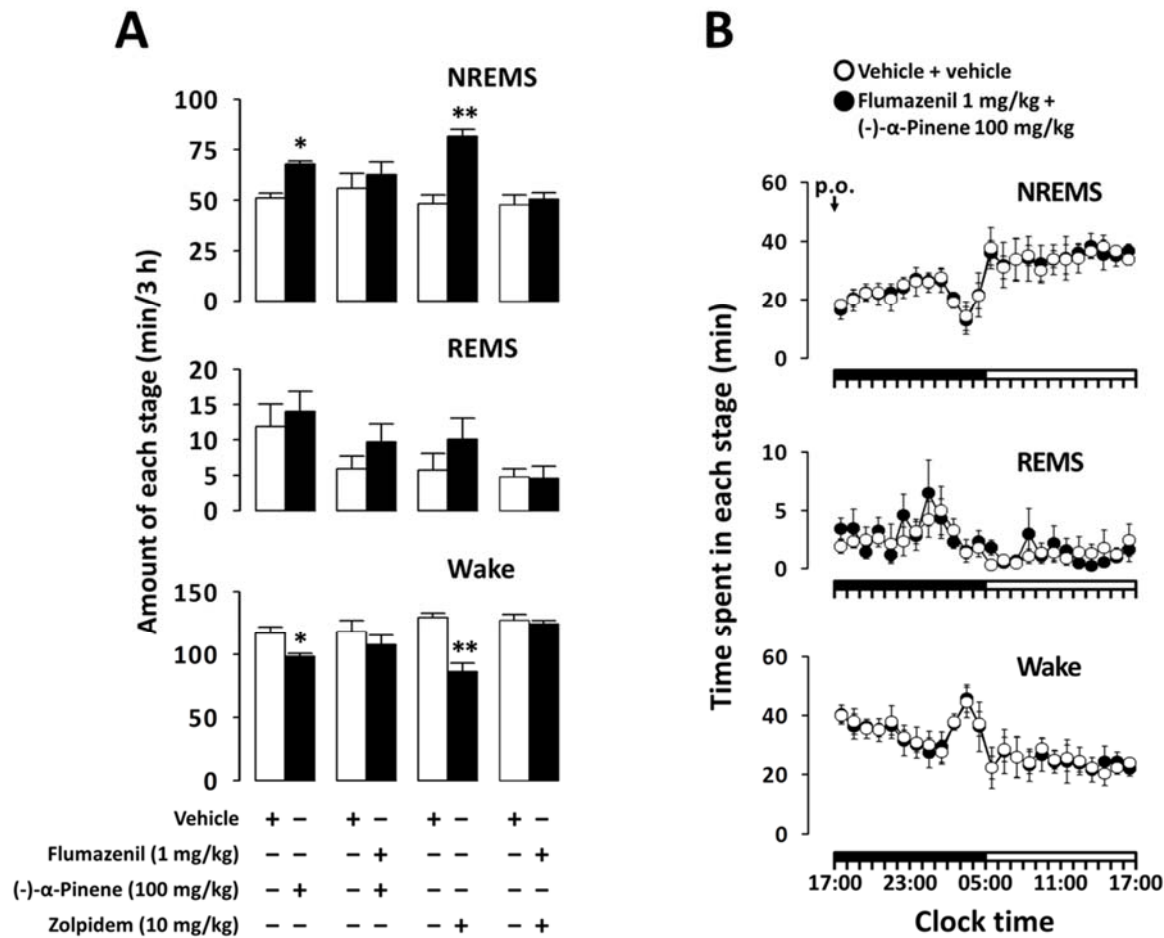 A
NREMS
100
75
50
25
0
*
**
REMS
20
15
10
5
0
Wake
150
100
50
0
*
**
Amount of each stage (min/3 h)
Vehicle + − + − + − + −
Flumazenil (1 mg/kg) − − − + − − − +
(-)-α-Pinene (100 mg/kg) − + − + − − − −
Zolpidem (10 mg/kg) − − − − − + − +
B
Vehicle + vehicle
Flumazenil 1 mg/kg +
(-)-α-Pinene 100 mg/kg
p.o.
NREMS
60
40
20
0
REMS
10
5
0
Wake
60
40
20
0
Time spent in each stage (min)
17:00 23:00 05:00 11:00 17:00
Clock time